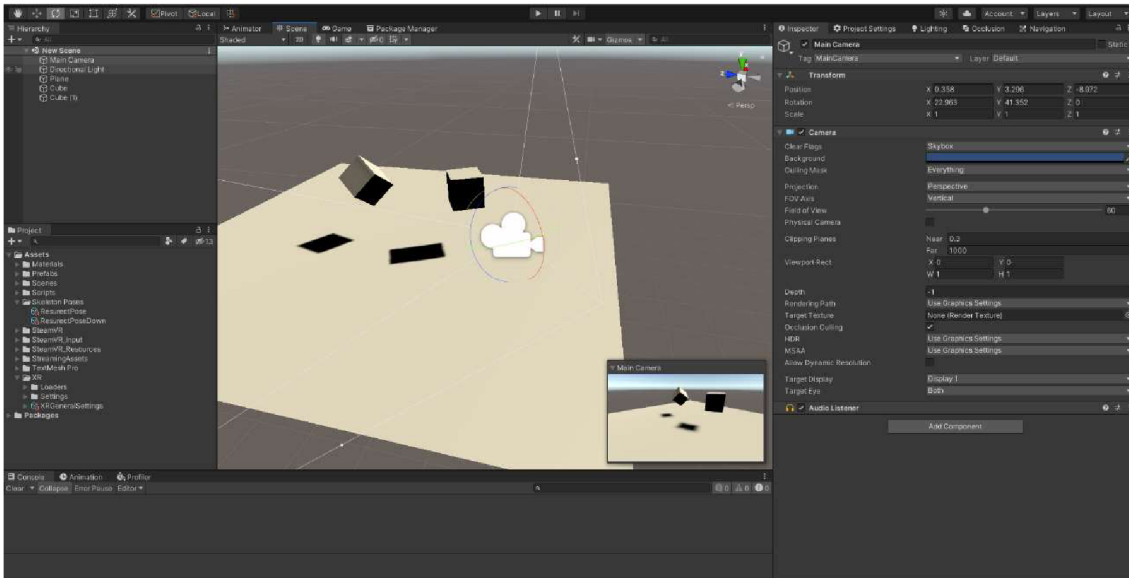 Pivot Local Account Layers Layout
Hierarchy
All
New Scene
Main Camera
Directional Light
Plane
Cube
Cube (1)
Project
Assets
Materials
Prefabs
Scenes
Scripts
Skeleton Poses
ResurectPose
ResurectPoseDown
SteamVR
SteamVR_Input
SteamVR_Resources
StreamingAssets
TextMesh Pro
XR
Loaders
Settings
XRGeneralSettings
Packages
Animator Scene Game Package Manager
Shaded 2D 0 Gizmos All
Persp
Main Camera
Console Animation Profiler
Clear Collapse Error Pause Editor 0 0 0
Inspector Project Settings Lighting Occlusion Navigation
Main Camera Static
Tag MainCamera Layer Default
Transform
Position X 0.358 Y 3.296 Z -8.972
Rotation X 22.963 Y 41.352 Z 0
Scale X 1 Y 1 Z 1
Camera
Clear Flags Skybox
Background
Culling Mask Everything
Projection Perspective
FOV Axis Vertical
Field of View 60
Physical Camera
Clipping Planes Near 0.3
Far 1000
Viewport Rect X 0 Y 0
W 1 H 1
Depth -1
Rendering Path Use Graphics Settings
Target Texture None (Render Texture)
Occlusion Culling
HDR Use Graphics Settings
MSAA Use Graphics Settings
Allow Dynamic Resolution
Target Display Display 1
Target Eye Both
Audio Listener
Add Component